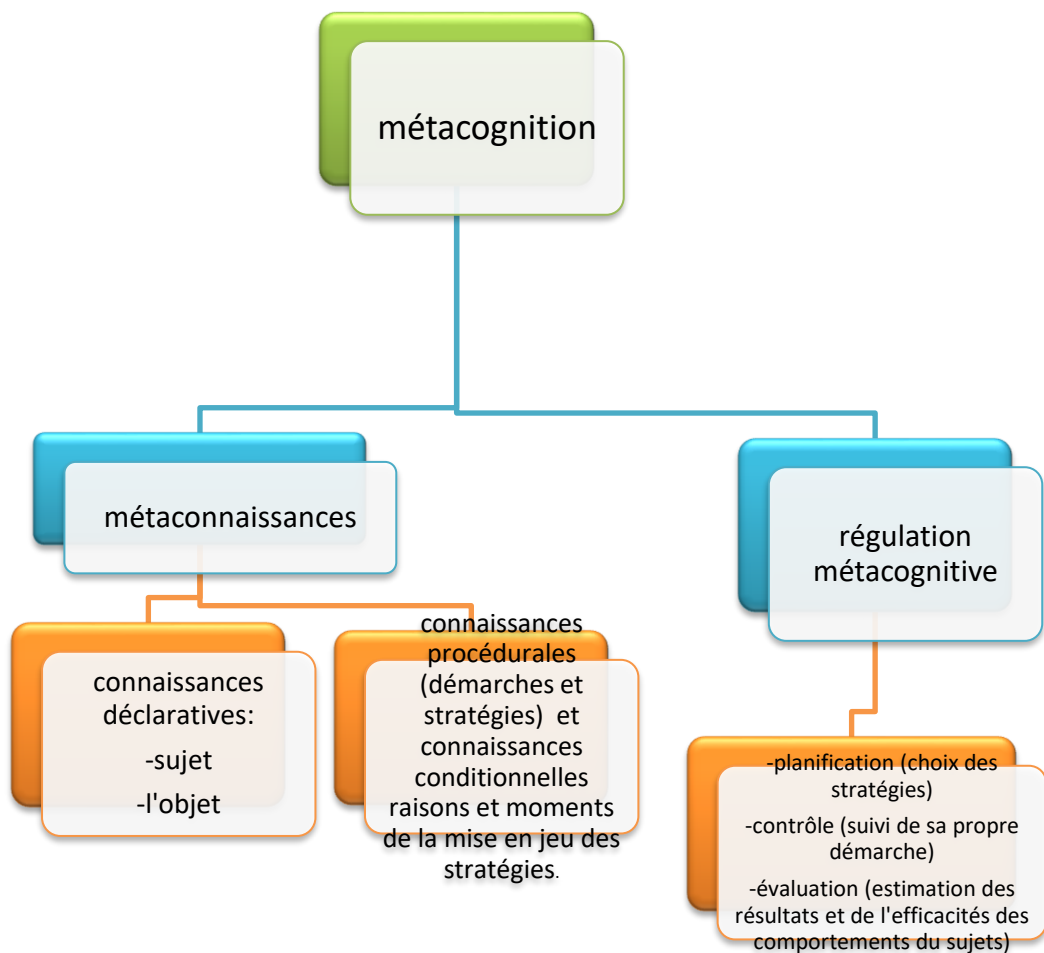 métacognition
métaconnaissances
régulation
métacognitive
connaissances
déclaratives:
-sujet
-l'objet
connaissances
procédurales
(démarches et
stratégies) et
connaissances
conditionnelles
raisons et moments
de la mise en jeu des
stratégies.
-planification (choix des
stratégies)
-contrôle (suivi de sa propre
démarche)
-évaluation (estimation des
résultats et de l'efficacités des
comportements du sujets)